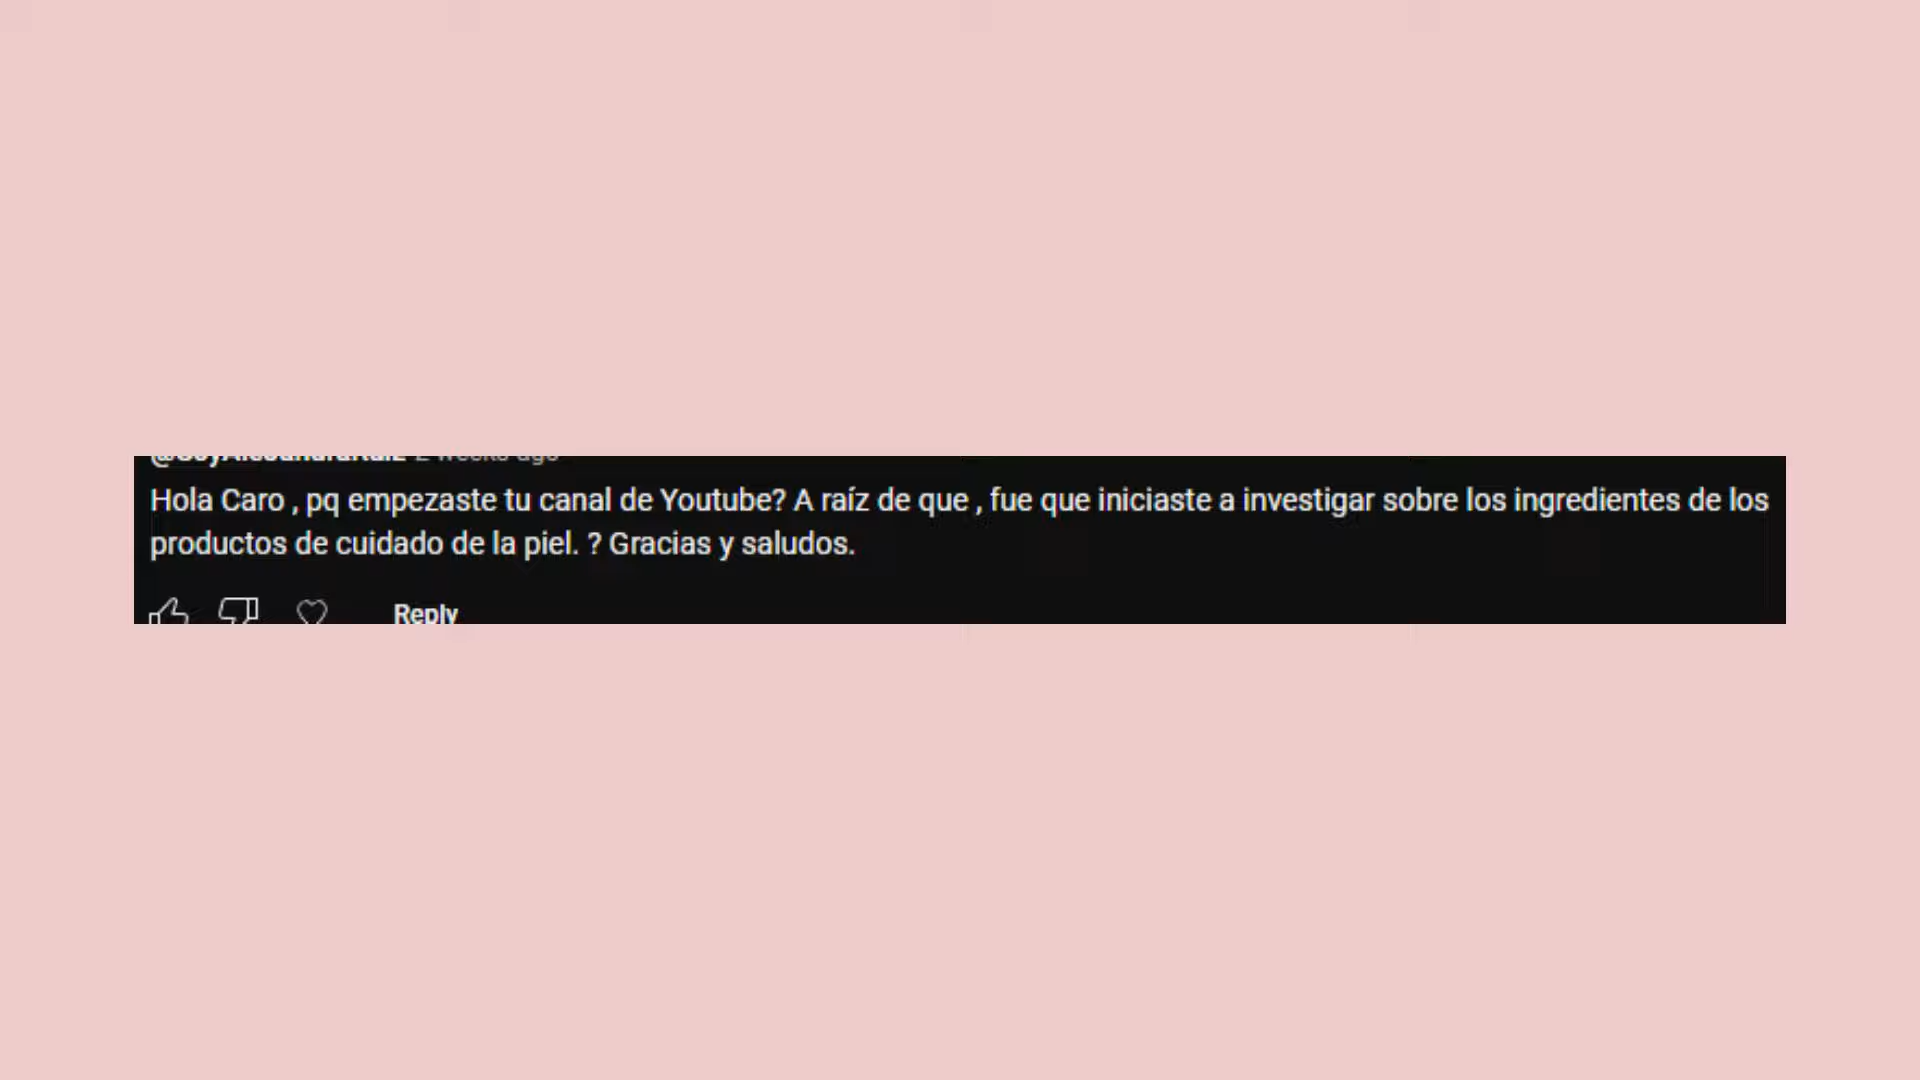 Hola Caro , pq empezaste tu canal de Youtube? A raíz de que , fue que iniciaste a investigar sobre los ingredientes de los
productos de cuidado de la piel. ? Gracias y saludos.
Reply